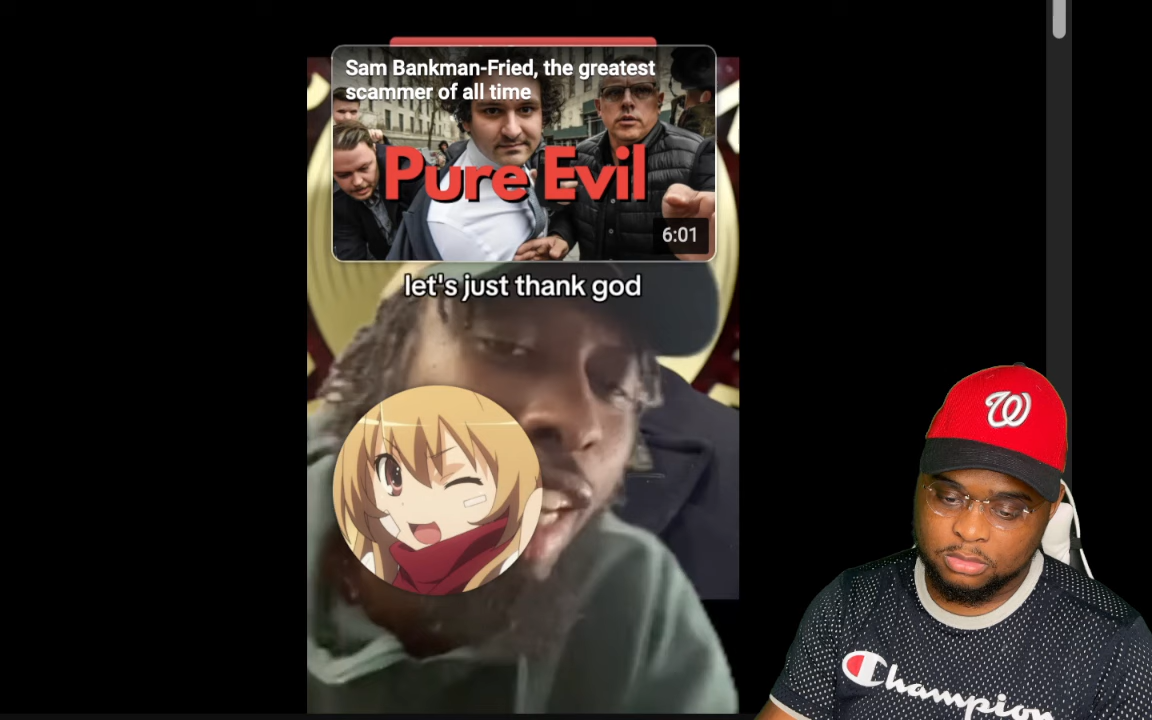 Sam Bankman-Fried, the greatest
scammer of all time
Pure Evil
6:01
let's just thank god
W
Champion